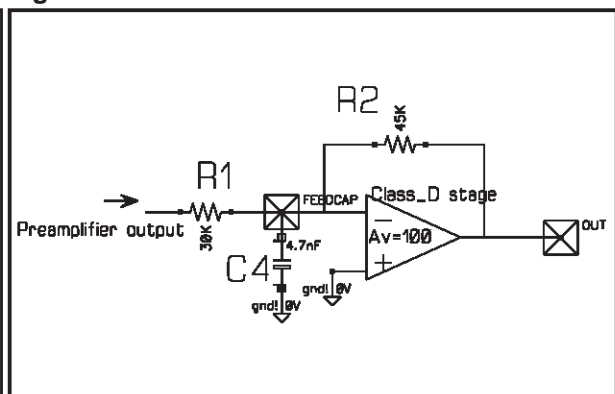 R2
45K
R1
FEEDCAP
Class_D stage
OUT
Preamplifier output
30K
4.7nF
Av=100
C4
gnd! 0V
gnd! 0V